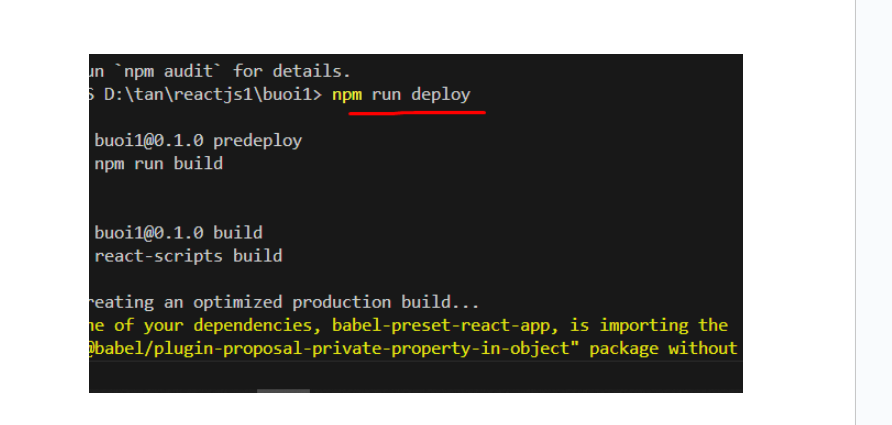 un `npm audit` for details.
S D:\tan\reactjs1\buoi1> npm run deploy
buoi1@0.1.0 predeploy
npm run build
buoi1@0.1.0 build
react-scripts build
reating an optimized production build...
ne of your dependencies, babel-preset-react-app, is importing the
@babel/plugin-proposal-private-property-in-object" package without